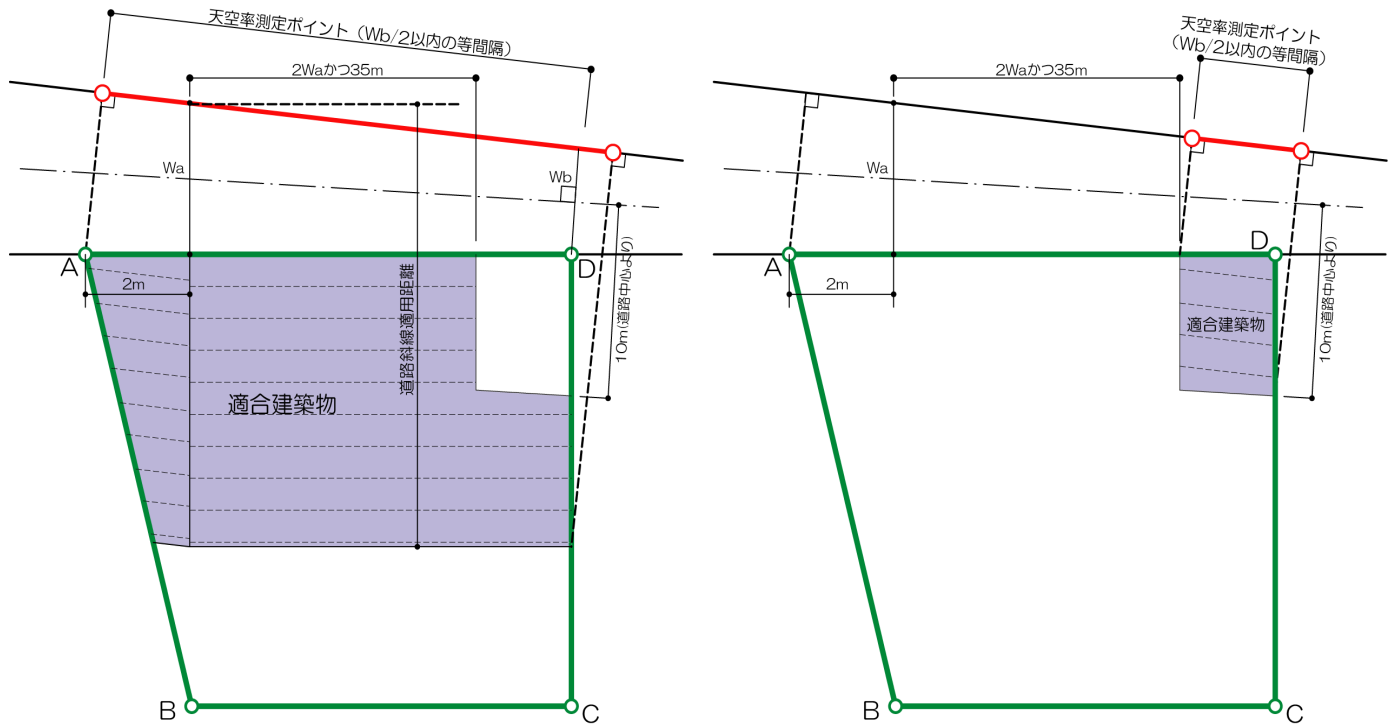 天空率測定ポイント（Wb/2以内の等間隔）
2Waかつ35m
Wa
Wb
A
D
2m
道路斜線適用距離
10m(道路中心より)
適合建築物
B
C
天空率測定ポイント
(Wb/2以内の等間隔)
2Waかつ35m
Wa
A
D
2m
10m(道路中心より)
適合建築物
B
C